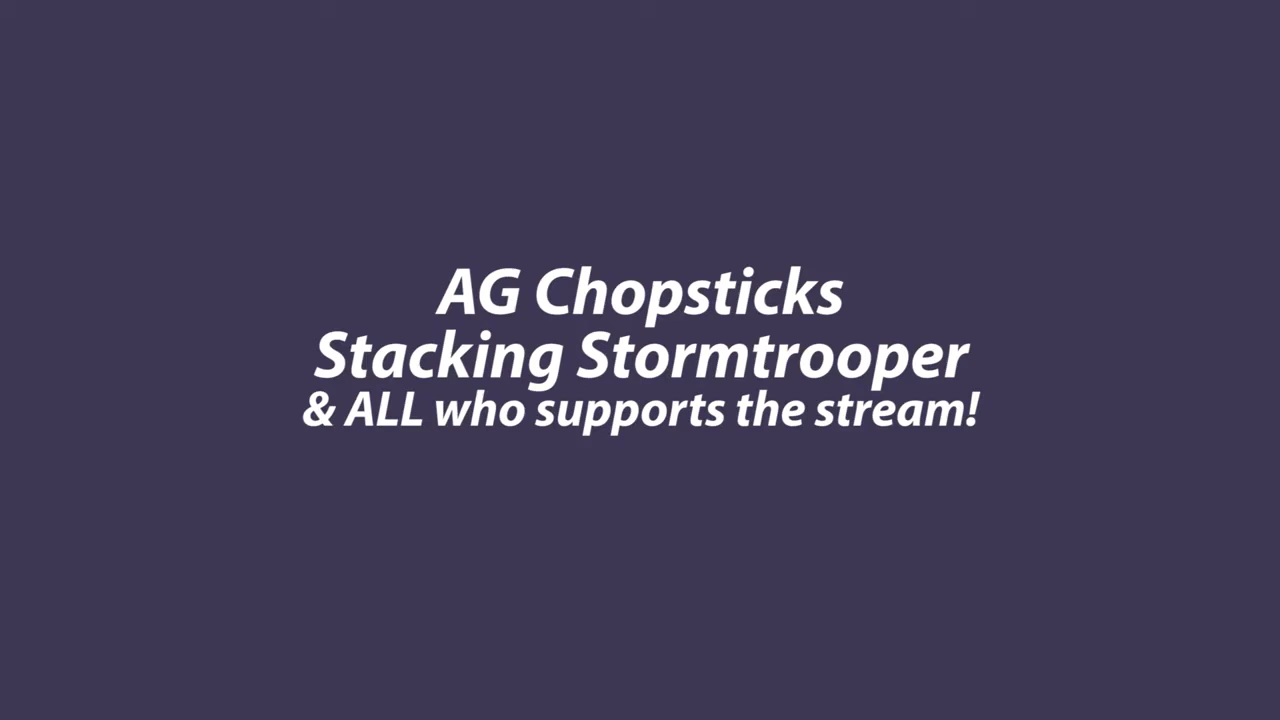 AG Chopsticks
Stacking Stormtrooper
& ALL who supports the stream!